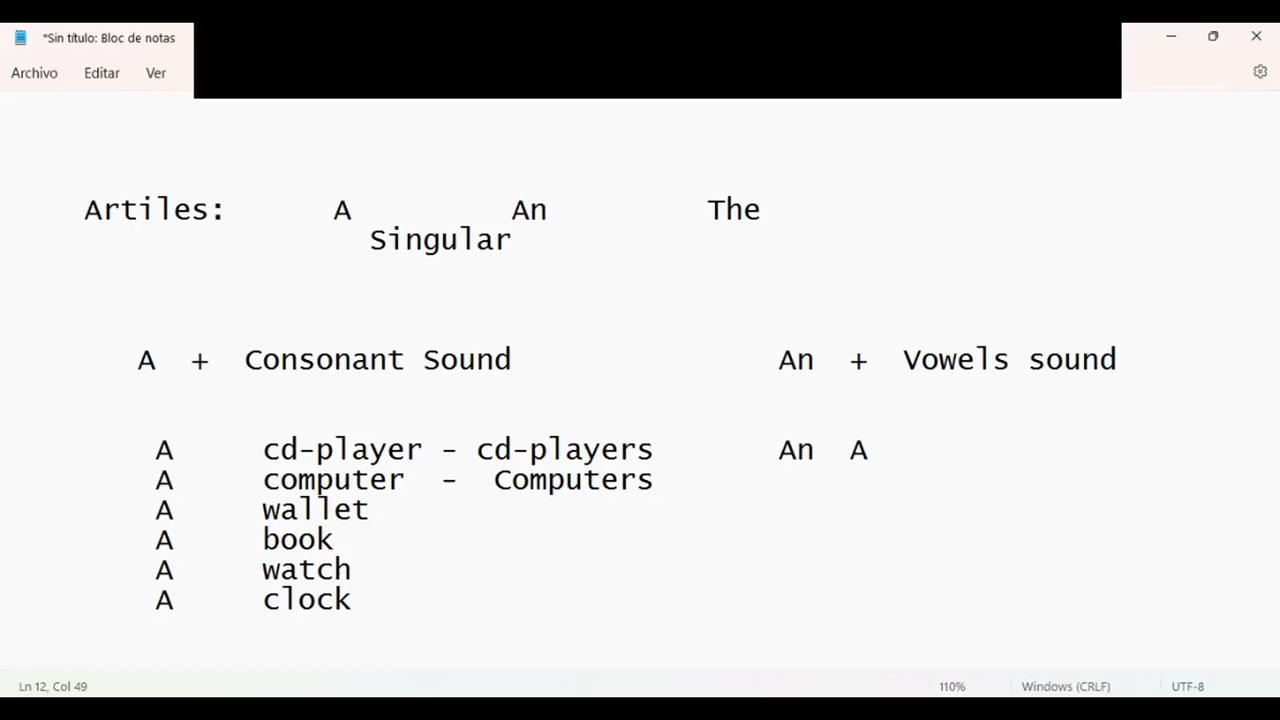 *Sin título: Bloc de notas
Archivo Editar Ver
Artiles: A An The
Singular
A + Consonant Sound An + Vowels sound
A cd-player - cd-players An A
A computer - Computers
A wallet
A book
A watch
A clock
Ln 12, Col 49 110% Windows (CRLF) UTF-8